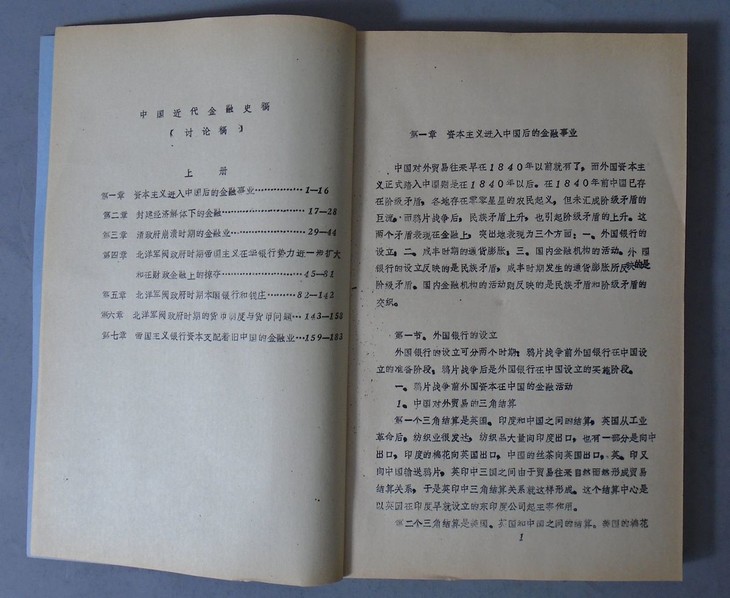 中国近代金融史稿
(讨论稿)
上册
第一章 资本主义进入中国后的金融事业……………1—16
第二章 封建经济解体下的金融……………17—28
第三章 清政府崩溃时期的金融业……………29—44
第四章 北洋军阀政府时期帝国主义在华银行势力进一步扩大
和在财政金融上的掠夺……………45—81
第五章 北洋军阀政府时期本国银行和钱庄………82—142
第六章 北洋军阀政府时期的货币制度与货币问题…143—158
第七章 帝国主义银行资本支配着旧中国的金融业…159—183
第一章 资本主义进入中国后的金融事业
中国对外贸易往来早在1840年以前就有了,而外国资本主
义正式踏入中国则是在1840年以后。在1840年前中国已存
在阶级矛盾,各地存在零零星星的农民起义,但未汇成阶级矛盾的
巨流。而鸦片战争后,民族矛盾上升,也引起阶级矛盾的上升。这
两个矛盾表现在金融上,突出地表现为三个方面:一、外国银行的
设立;二、咸丰时期的通货膨胀;三、国内金融机构的活动。外国
银行的设立反映的是民族矛盾,咸丰时期发生的通货膨胀所反映的是
阶级矛盾。国内金融机构的活动则反映的是民族矛盾和阶级矛盾的
交织。
第一节、外国银行的设立
外国银行的设立可分两个时期:鸦片战争前外国银行在中国设
立的准备阶段,鸦片战争后是外国银行在中国设立的实施阶段。
一、鸦片战争前外国资本在中国的金融活动
1、中国对外贸易的三角结算
第一个三角结算是英国、印度和中国之间的结算,英国从工业
革命后,纺织业很发达,纺织品大量向印度出口,也有一部分是向中
出口,印度的棉花向英国出口,中国的丝茶向英国出口,英、印又
向中国输送鸦片,英印中三国之间由于贸易往来自然而然形成贸易
结算关系,于是英印中三角结算关系就这样形成。这个结算中心是
以英国在印度早就设立的东印度公司起主要作用。
第二个三角结算是英国、美国和中国之间的结算。美国的棉花
1